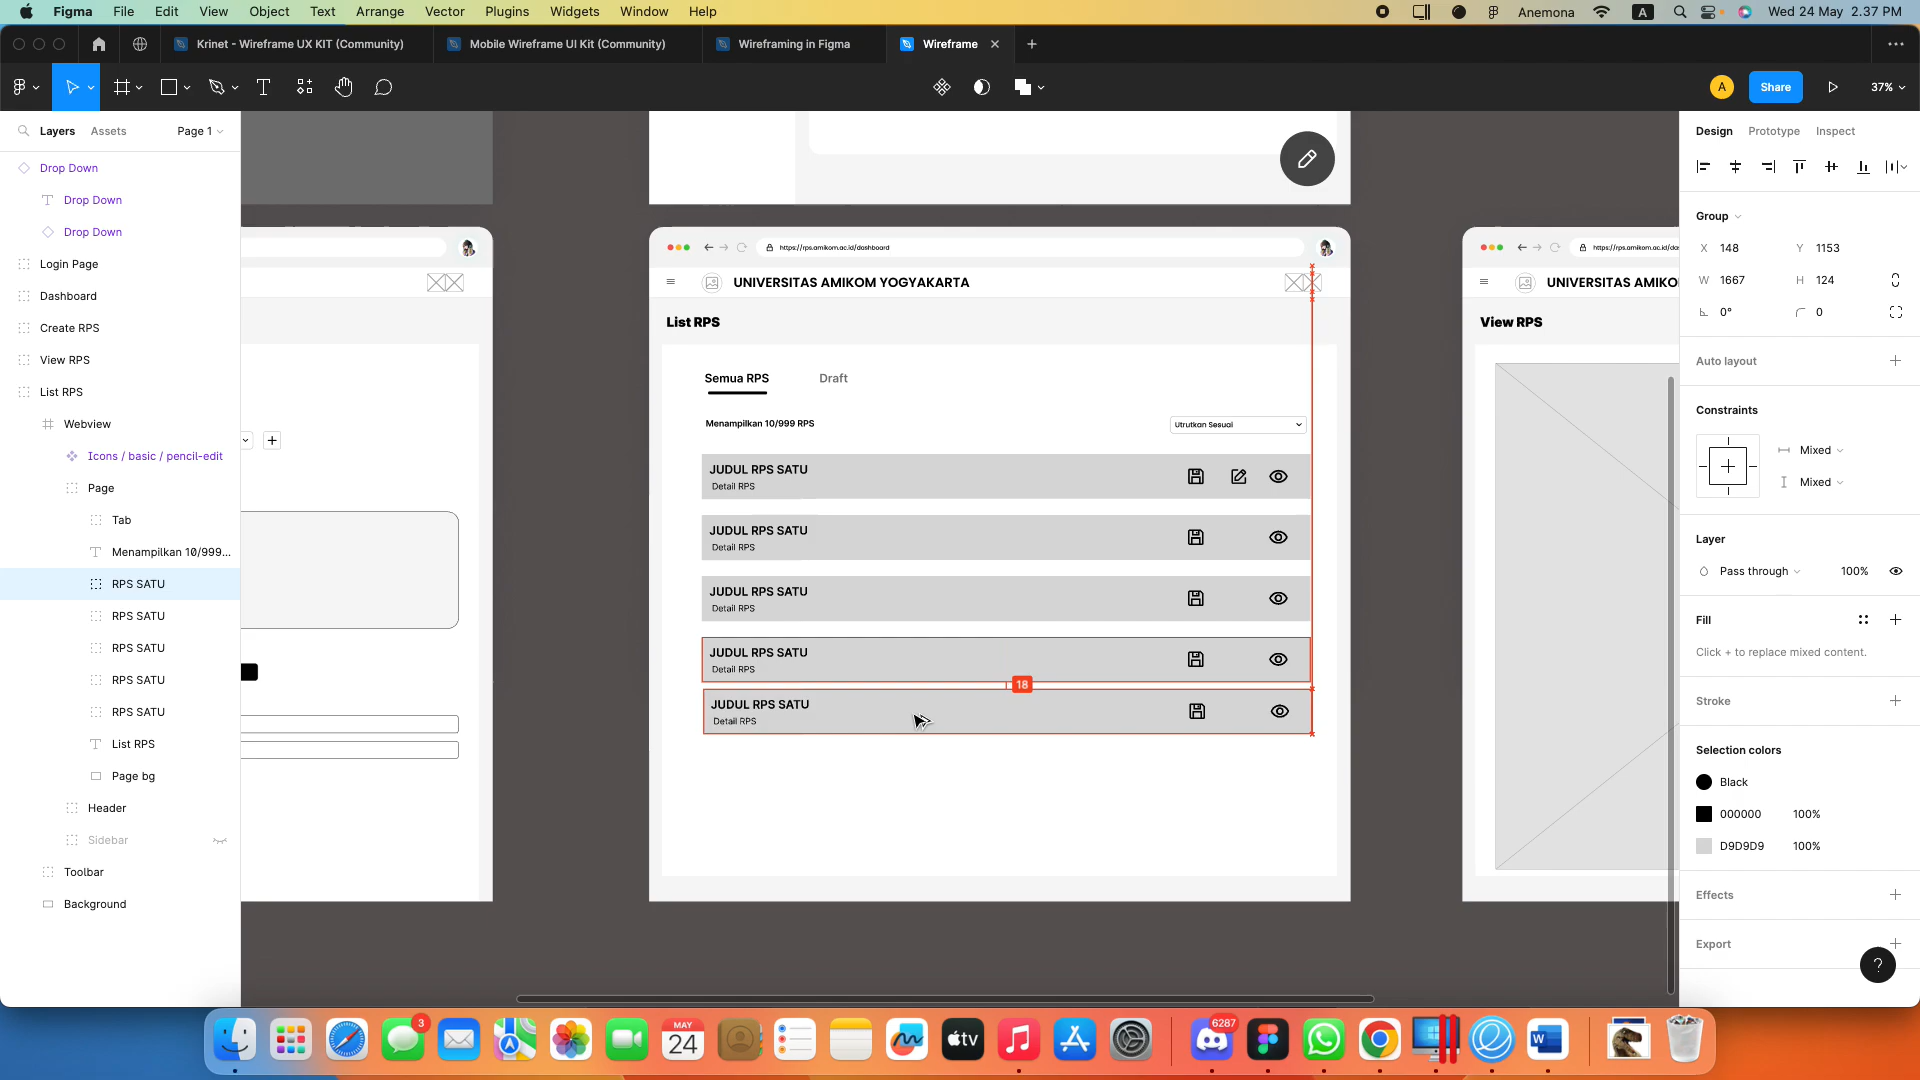 Figma File Edit View Object Text Arrange Vector Plugins Widgets Window Help
Anemona A Wed 24 May 2.37 PM
Krinet - Wireframe UX KIT (Community) Mobile Wireframe UI Kit (Community) Wireframing in Figma Wireframe
A Share 37%
Layers Assets Page 1
Drop Down
Drop Down
Drop Down
Login Page
Dashboard
Create RPS
View RPS
List RPS
Webview
Icons / basic / pencil-edit
Page
Tab
Menampilkan 10/999...
RPS SATU
RPS SATU
RPS SATU
RPS SATU
RPS SATU
List RPS
Page bg
Header
Sidebar
Toolbar
Background
https://rps.amikom.ac.id/dashboard
UNIVERSITAS AMIKOM YOGYAKARTA
List RPS
Semua RPS Draft
Menampilkan 10/999 RPS
Utrutkan Sesuai
JUDUL RPS SATU
Detail RPS
JUDUL RPS SATU
Detail RPS
JUDUL RPS SATU
Detail RPS
JUDUL RPS SATU
Detail RPS
18
JUDUL RPS SATU
Detail RPS
https://rps.amikom.ac.id/da
UNIVERSITAS AMIKO
View RPS
Design Prototype Inspect
Group
X 148 Y 1153
W 1667 H 124
0° 0
Auto layout
Constraints
Mixed
Mixed
Layer
Pass through 100%
Fill
Click + to replace mixed content.
Stroke
Selection colors
Black
000000 100%
D9D9D9 100%
Effects
Export
?
3
MAY
24
tv
6287
W